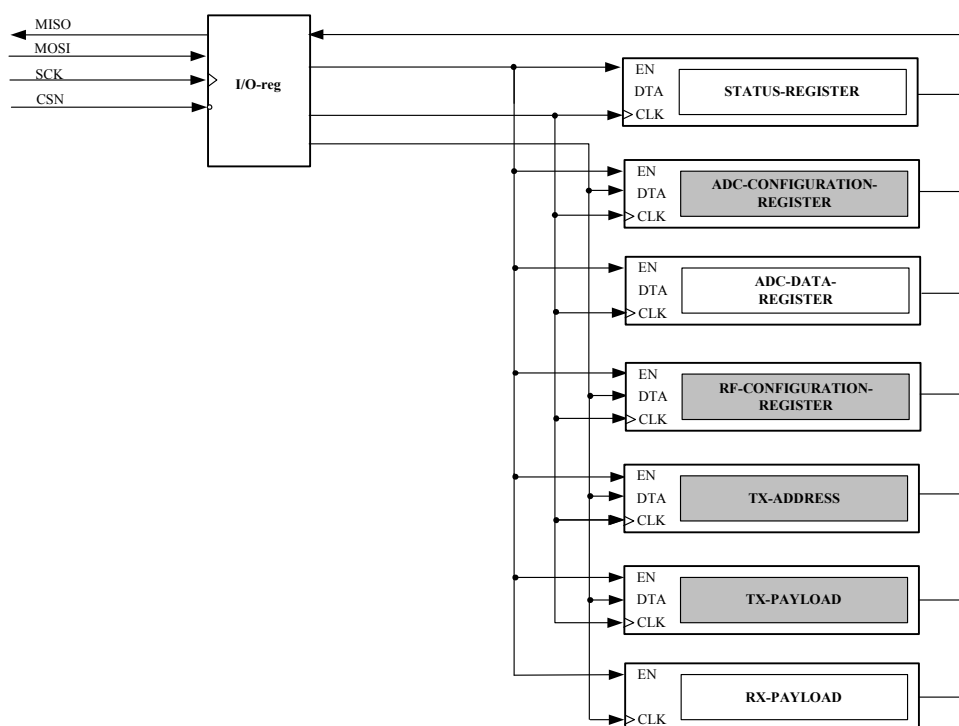 MISO
MOSI
SCK
CSN
I/O-reg
EN
DTA
CLK
STATUS-REGISTER
EN
DTA
CLK
ADC-CONFIGURATION-
REGISTER
EN
DTA
CLK
ADC-DATA-
REGISTER
EN
DTA
CLK
RF-CONFIGURATION-
REGISTER
EN
DTA
CLK
TX-ADDRESS
EN
DTA
CLK
TX-PAYLOAD
EN
CLK
RX-PAYLOAD